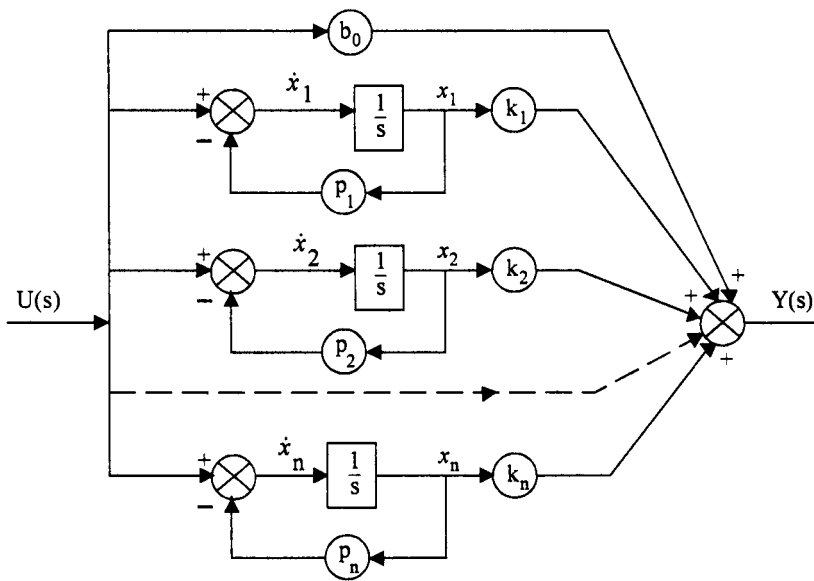 b0
+ ẋ1 1/s x1 k1
−
p1
+ ẋ2 1/s x2 k2 + +
U(s) − Y(s)
p2 +
+ ẋn 1/s xn kn
−
pn